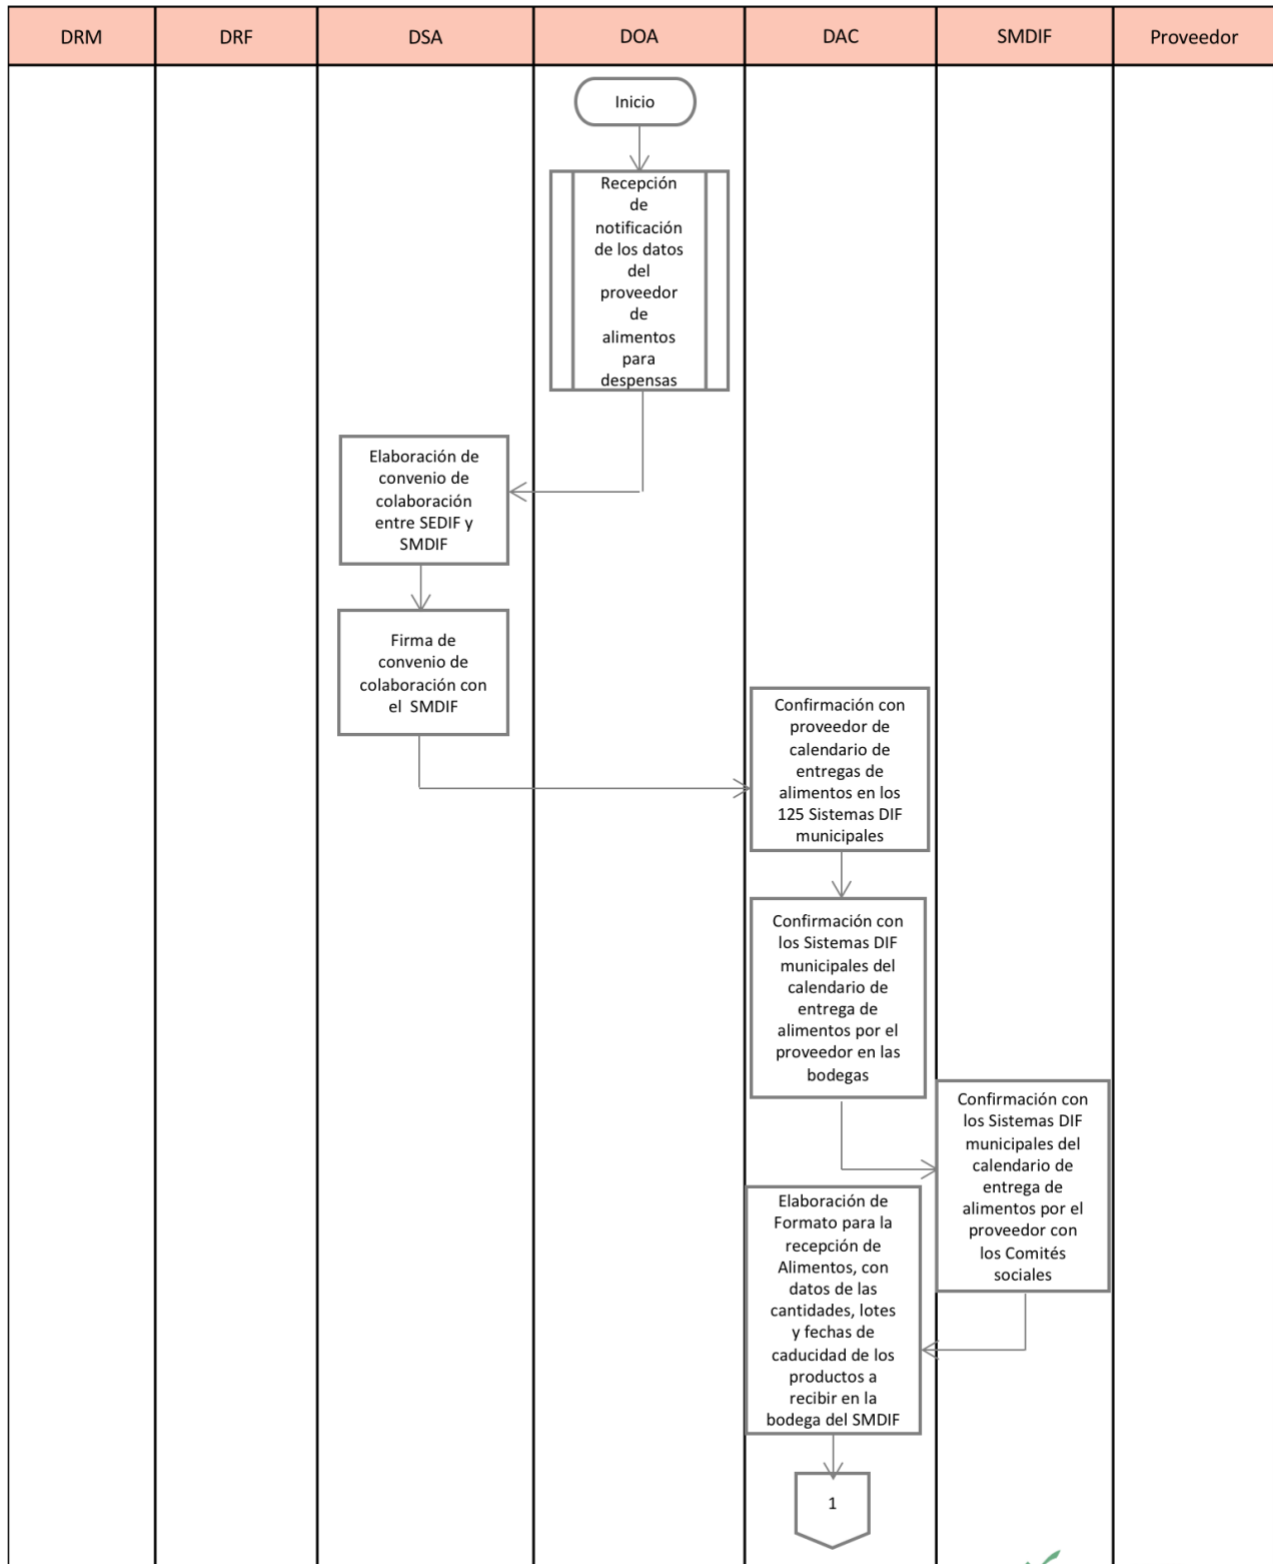 DRM
DRF
DSA
DOA
DAC
SMDIF
Proveedor
Inicio
Recepción
de
notificación
de los datos
del
proveedor
de
alimentos
para
despensas
Elaboración de
convenio de
colaboración
entre SEDIF y
SMDIF
Firma de
convenio de
colaboración con
el SMDIF
Confirmación con
proveedor de
calendario de
entregas de
alimentos en los
125 Sistemas DIF
municipales
Confirmación con
los Sistemas DIF
municipales del
calendario de
entrega de
alimentos por el
proveedor en las
bodegas
Confirmación con
los Sistemas DIF
municipales del
calendario de
entrega de
alimentos por el
proveedor con
los Comités
sociales
Elaboración de
Formato para la
recepción de
Alimentos, con
datos de las
cantidades, lotes
y fechas de
caducidad de los
productos a
recibir en la
bodega del SMDIF
1